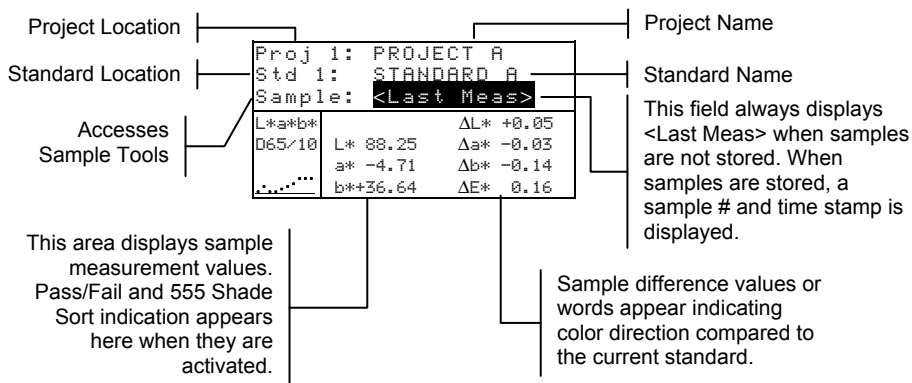 Project Location
Project Name
Proj 1: PROJECT A
Standard Location
Std 1: STANDARD A
Standard Name
Sample: <Last Meas>
Accesses
Sample Tools
This field always displays
<Last Meas> when samples
are not stored. When
samples are stored, a
sample # and time stamp is
displayed.
L*a*b*
D65/10
L* 88.25
a* -4.71
b*+36.64
ΔL* +0.05
Δa* -0.03
Δb* -0.14
ΔE* 0.16
This area displays sample
measurement values.
Pass/Fail and 555 Shade
Sort indication appears
here when they are
activated.
Sample difference values or
words appear indicating
color direction compared to
the current standard.